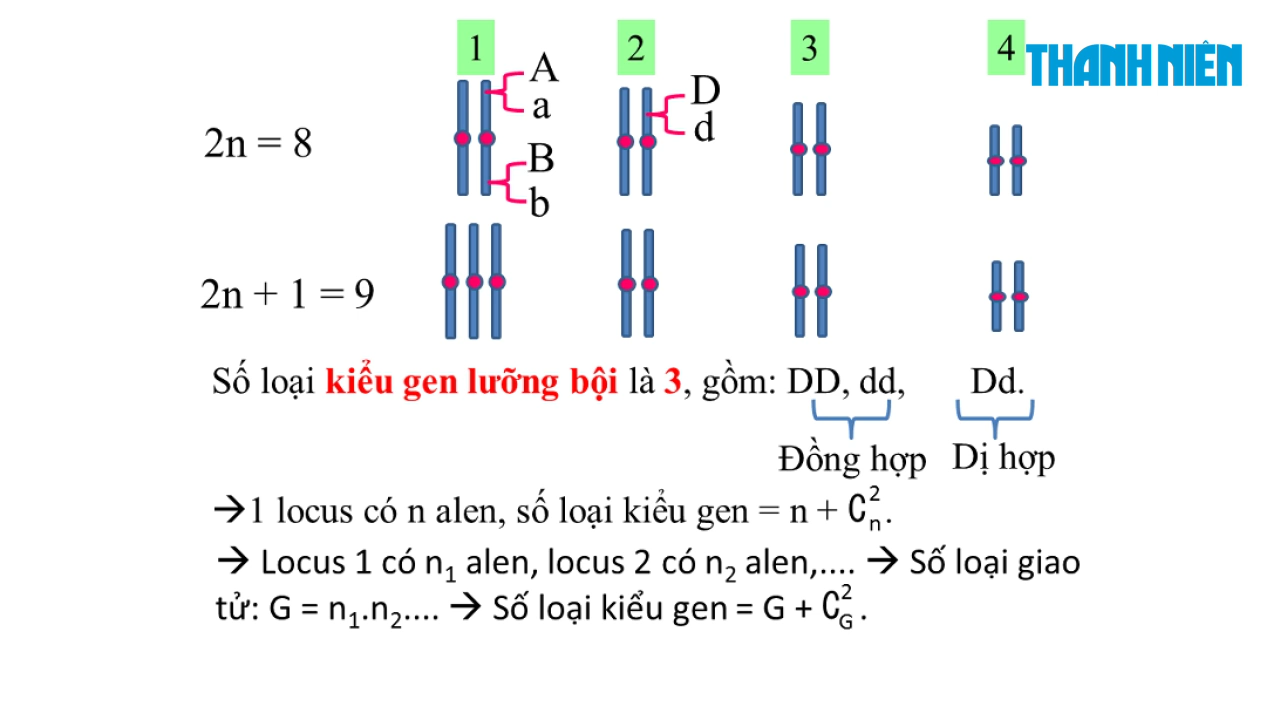 1 2 3 4 THANH NIÊN
A
a
D
d
2n = 8
B
b
2n + 1 = 9
Số loại kiểu gen lưỡng bội là 3, gồm: DD, dd, Dd.
Đồng hợp Dị hợp
→1 locus có n alen, số loại kiểu gen = n + C²ₙ.
→ Locus 1 có n₁ alen, locus 2 có n₂ alen,.... → Số loại giao
tử: G = n₁.n₂.... → Số loại kiểu gen = G + C²_G .